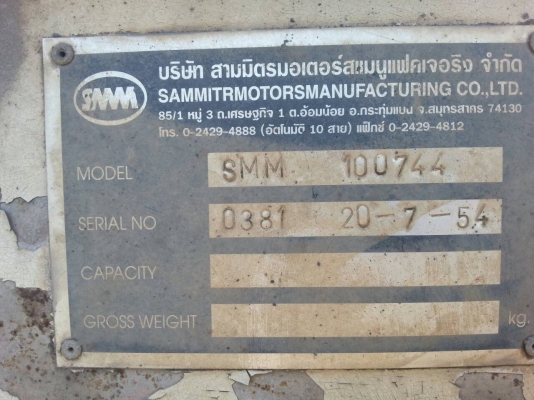 SMM
บริษัท สามมิตรมอเตอร์สแมนูแฟคเจอริง จำกัด
SAMMITRMOTORSMANUFACTURING CO.,LTD.
85/1 หมู่ 3 ถ.เศรษฐกิจ 1 ต.อ้อมน้อย อ.กระทุ่มแบน จ.สมุทรสาคร 74130
โทร. 0-2429-4888 (อัตโนมัติ 10 สาย) แฟ็กซ์ 0-2429-4812
MODEL SMM 100744
SERIAL NO 0381 20-7-54
CAPACITY
GROSS WEIGHT kg.